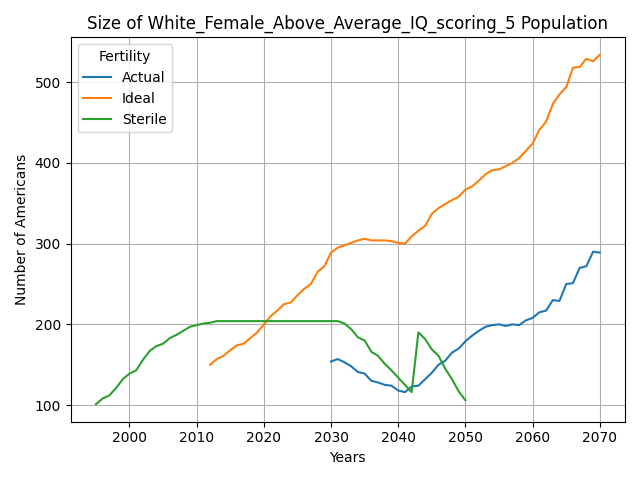 Size of White_Female_Above_Average_IQ_scoring_5 Population
Fertility
Actual
Ideal
Sterile
Number of Americans
500
400
300
200
100
2000 2010 2020 2030 2040 2050 2060 2070
Years